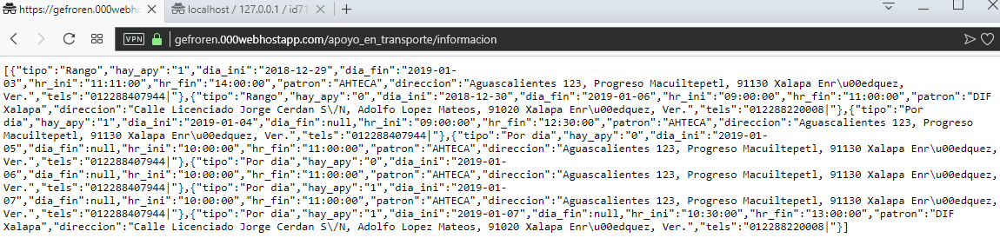 https://gefroren.000webho
localhost / 127.0.0.1 / id71
VPN
gefroren.000webhostapp.com/apoyo_en_transporte/informacion
[{"tipo":"Rango","hay_apy":"1","dia_ini":"2018-12-29","dia_fin":"2019-01-
03","hr_ini":"11:11:00","hr_fin":"14:00:00","patron":"AHTECA","direccion":"Aguascalientes 123, Progreso Macuiltepetl, 91130 Xalapa Enr\u00edquez,
Ver.","tels":"012288407944|"},{"tipo":"Rango","hay_apy":"0","dia_ini":"2018-12-30","dia_fin":"2019-01-06","hr_ini":"09:00:00","hr_fin":"11:00:00","patron":"DIF
Xalapa","direccion":"Calle Licenciado Jorge Cerdan S\/N, Adolfo Lopez Mateos, 91020 Xalapa Enr\u00edquez, Ver.","tels":"012288220008|"},{"tipo":"Por
dia","hay_apy":"1","dia_ini":"2019-01-04","dia_fin":null,"hr_ini":"09:00:00","hr_fin":"12:30:00","patron":"AHTECA","direccion":"Aguascalientes 123, Progreso
Macuiltepetl, 91130 Xalapa Enr\u00edquez, Ver.","tels":"012288407944|"},{"tipo":"Por dia","hay_apy":"0","dia_ini":"2019-01-
05","dia_fin":null,"hr_ini":"10:00:00","hr_fin":"11:00:00","patron":"AHTECA","direccion":"Aguascalientes 123, Progreso Macuiltepetl, 91130 Xalapa Enr\u00edquez,
Ver.","tels":"012288407944|"},{"tipo":"Por dia","hay_apy":"0","dia_ini":"2019-01-
06","dia_fin":null,"hr_ini":"10:00:00","hr_fin":"11:00:00","patron":"AHTECA","direccion":"Aguascalientes 123, Progreso Macuiltepetl, 91130 Xalapa Enr\u00edquez,
Ver.","tels":"012288407944|"},{"tipo":"Por dia","hay_apy":"1","dia_ini":"2019-01-
07","dia_fin":null,"hr_ini":"10:00:00","hr_fin":"11:00:00","patron":"AHTECA","direccion":"Aguascalientes 123, Progreso Macuiltepetl, 91130 Xalapa Enr\u00edquez,
Ver.","tels":"012288407944|"},{"tipo":"Por dia","hay_apy":"1","dia_ini":"2019-01-07","dia_fin":null,"hr_ini":"10:30:00","hr_fin":"13:00:00","patron":"DIF
Xalapa","direccion":"Calle Licenciado Jorge Cerdan S\/N, Adolfo Lopez Mateos, 91020 Xalapa Enr\u00edquez, Ver.","tels":"012288220008|"}]